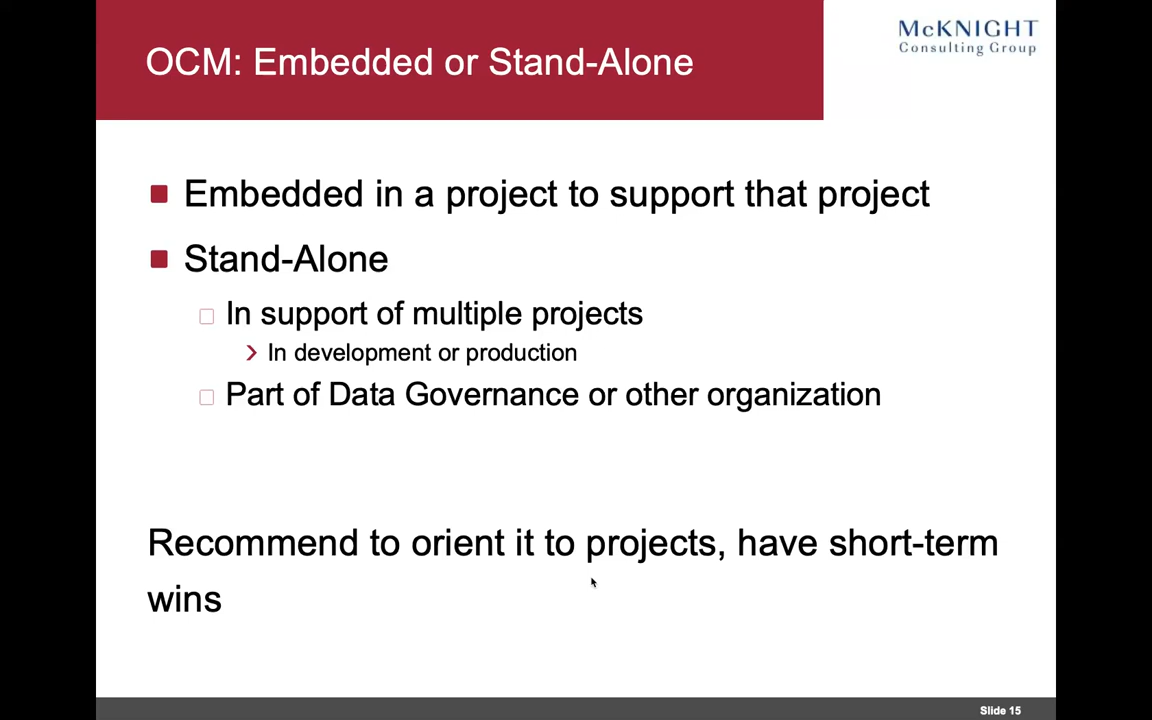 OCM: Embedded or Stand-Alone
McKNIGHT
Consulting Group
Embedded in a project to support that project
Stand-Alone
In support of multiple projects
In development or production
Part of Data Governance or other organization
Recommend to orient it to projects, have short-term
wins
Slide 15